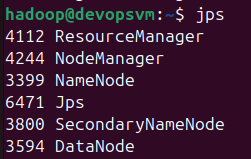 hadoop@devopsvm:~$ jps
4112 ResourceManager
4244 NodeManager
3399 NameNode
6471 Jps
3800 SecondaryNameNode
3594 DataNode